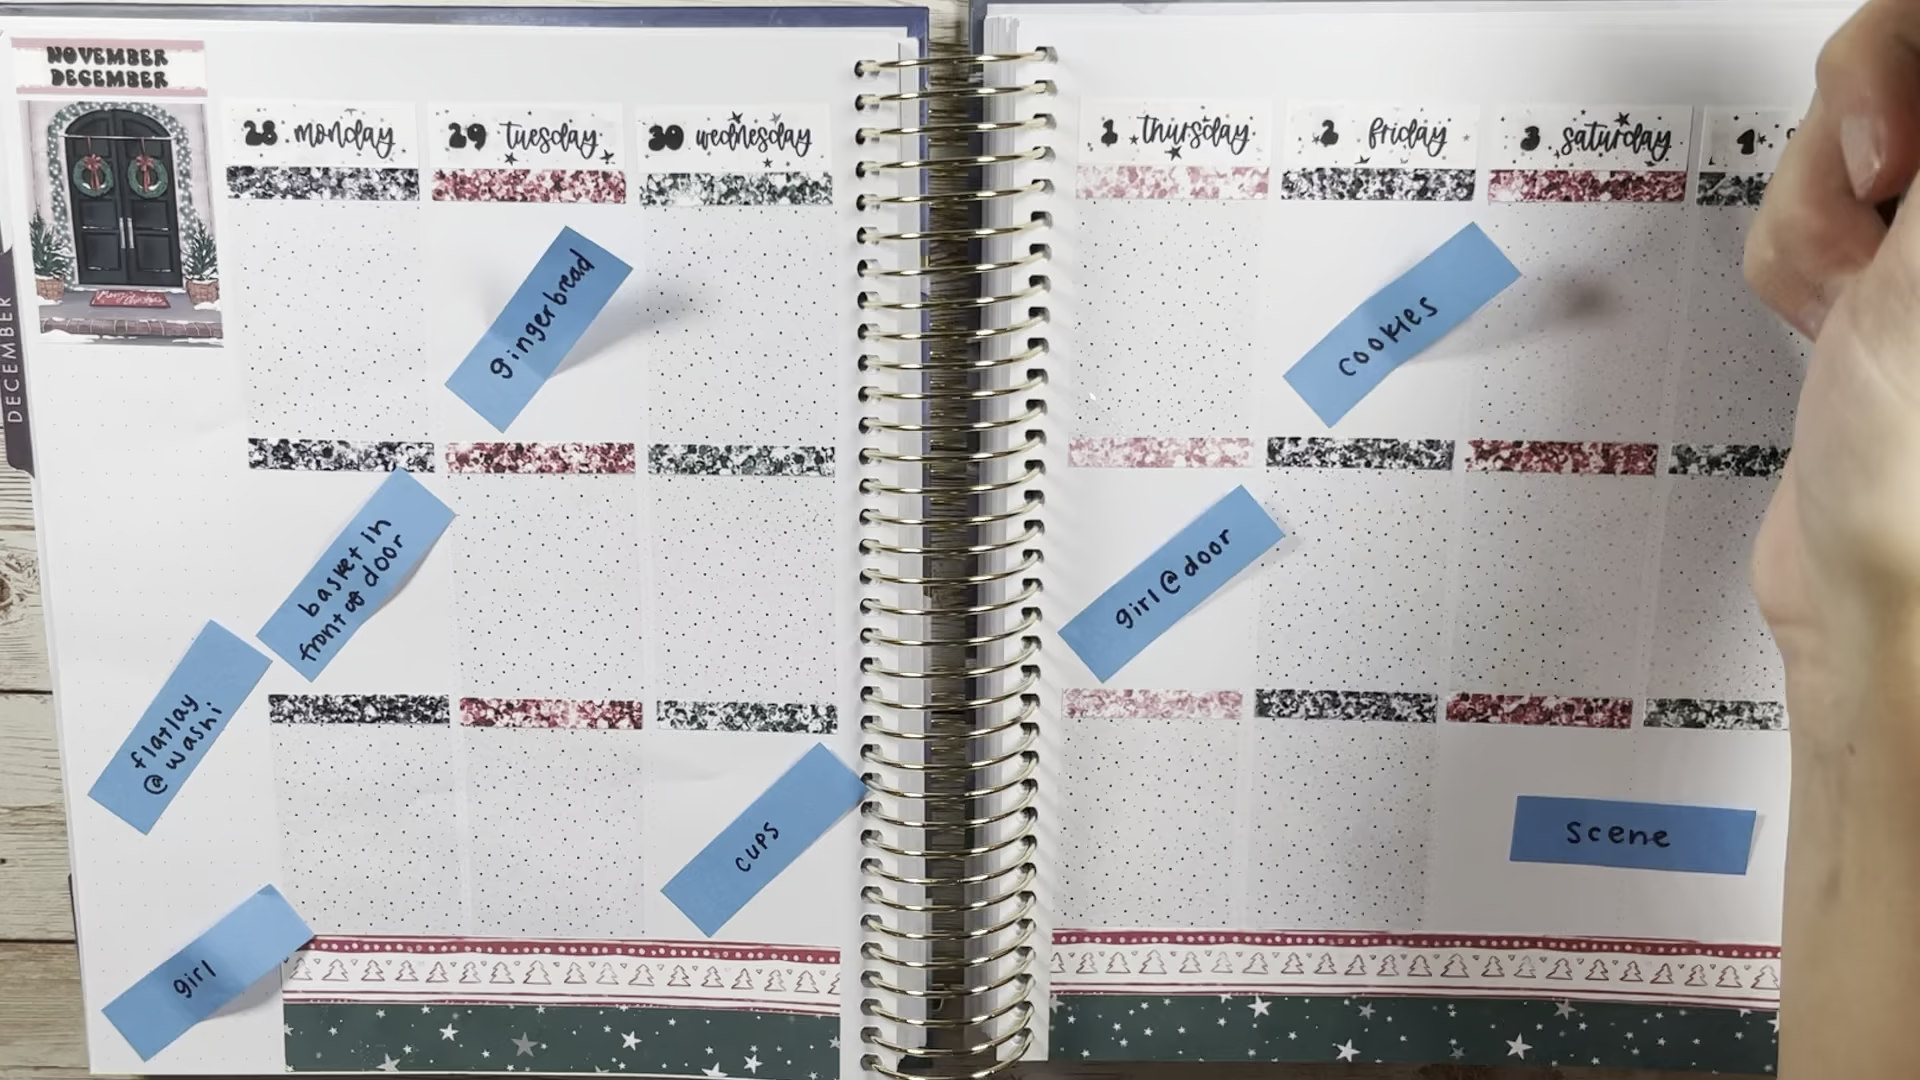 NOVEMBER
DECEMBER
28 monday
29 tuesday
30 wednesday
1 thursday
2 friday
3 saturday
4
DECEMBER
gingerbread
cookies
basket in
front of door
girl@door
flatlay
@ washi
cups
scene
girl